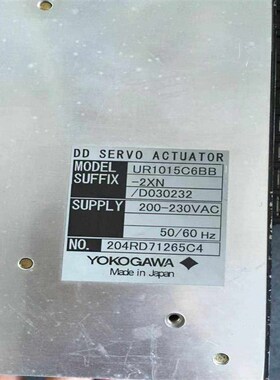 DD SERVO ACTUATOR
MODEL UR1015C6BB
SUFFIX -2XN
/D030232
SUPPLY 200-230VAC
50/60 Hz
NO. 204RD71265C4
YOKOGAWA
Made in Japan